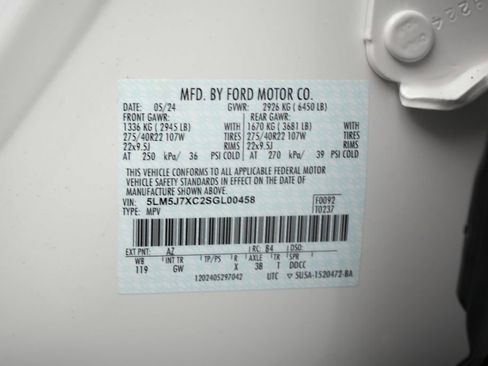 MFD. BY FORD MOTOR CO.
DATE: 05/24 GVWR: 2926 KG ( 6450 LB)
FRONT GAWR: REAR GAWR:
1336 KG ( 2945 LB) WITH 1670 KG ( 3681 LB) WITH
275/40R22 107W TIRES 275/40R22 107W TIRES
22x9.5J RIMS 22x9.5J RIMS
AT 250 kPa/ 36 PSI COLD AT 270 kPa/ 39 PSI COLD
THIS VEHICLE CONFORMS TO ALL APPLICABLE FEDERAL MOTOR
VEHICLE SAFETY STANDARDS IN EFFECT ON THE DATE OF
MANUFACTURE SHOWN ABOVE.
VIN: 5LM5J7XC2SGL00458 F0092
TYPE: MPV T0237
EXT PNT: AZ RC: B4 DSO:
WB INT TR TP/PS R AXLE TR SPR
119 GW X 3B T DDCC
1202405297042 UTC 5U5A-1520472-BA